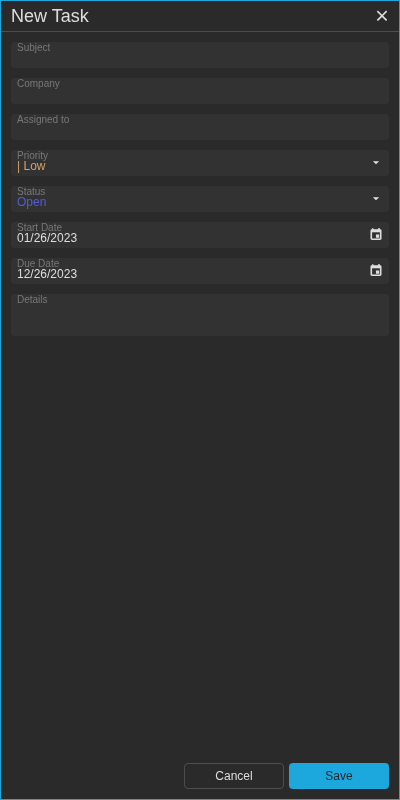 New Task
Subject
Company
Assigned to
Priority
| Low
Status
Open
Start Date
01/26/2023
Due Date
12/26/2023
Details
Cancel Save